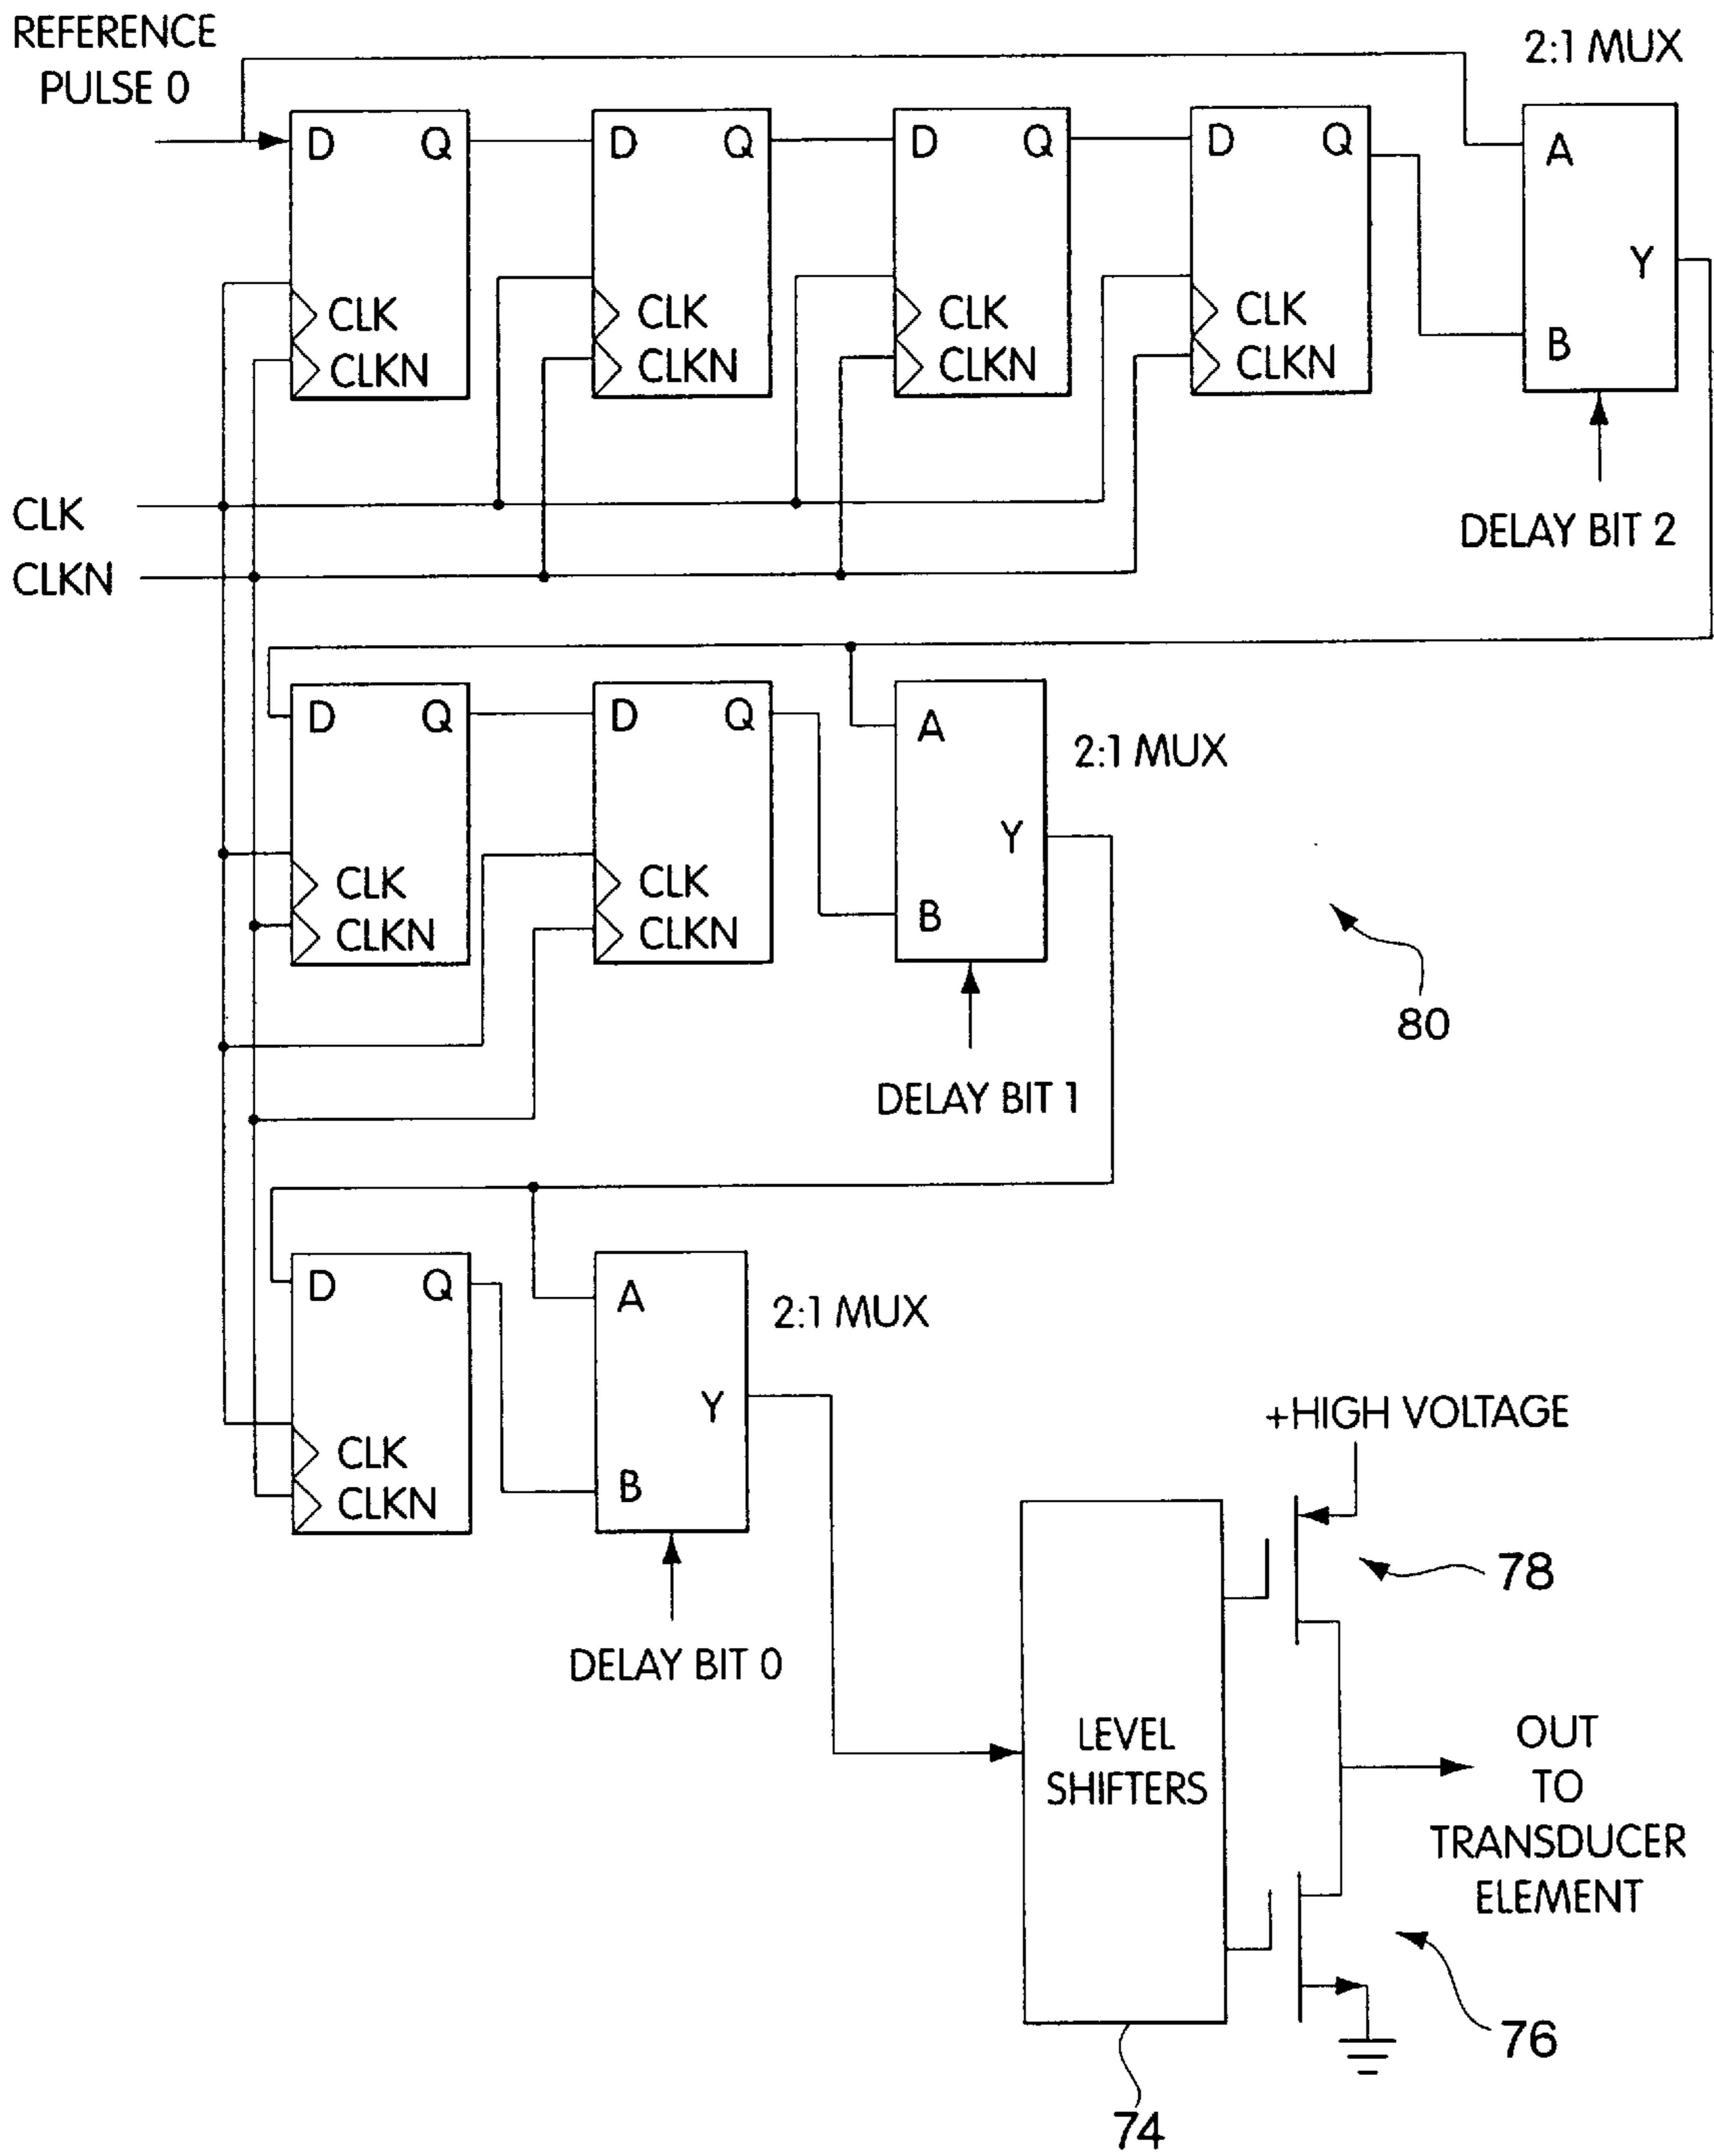 REFERENCE
PULSE 0
2:1 MUX
D Q D Q D Q D Q A
Y
CLK CLK CLK CLK B
CLKN CLKN CLKN CLKN
CLK
DELAY BIT 2
CLKN
D Q D Q A
2:1 MUX
Y
CLK CLK B
CLKN CLKN
80
DELAY BIT 1
D Q A
2:1 MUX
Y
+HIGH VOLTAGE
CLK B
CLKN
78
DELAY BIT 0
LEVEL
SHIFTERS
OUT
TO
TRANSDUCER
ELEMENT
76
74